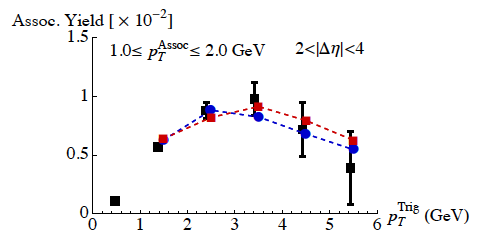 Assoc. Yield [ × 10⁻²]
1.5
1.0≤ p_T^Assoc ≤ 2.0 GeV 2<|Δη|<4
1
0.5
0
0 1 2 3 4 5 6 p_T^Trig (GeV)